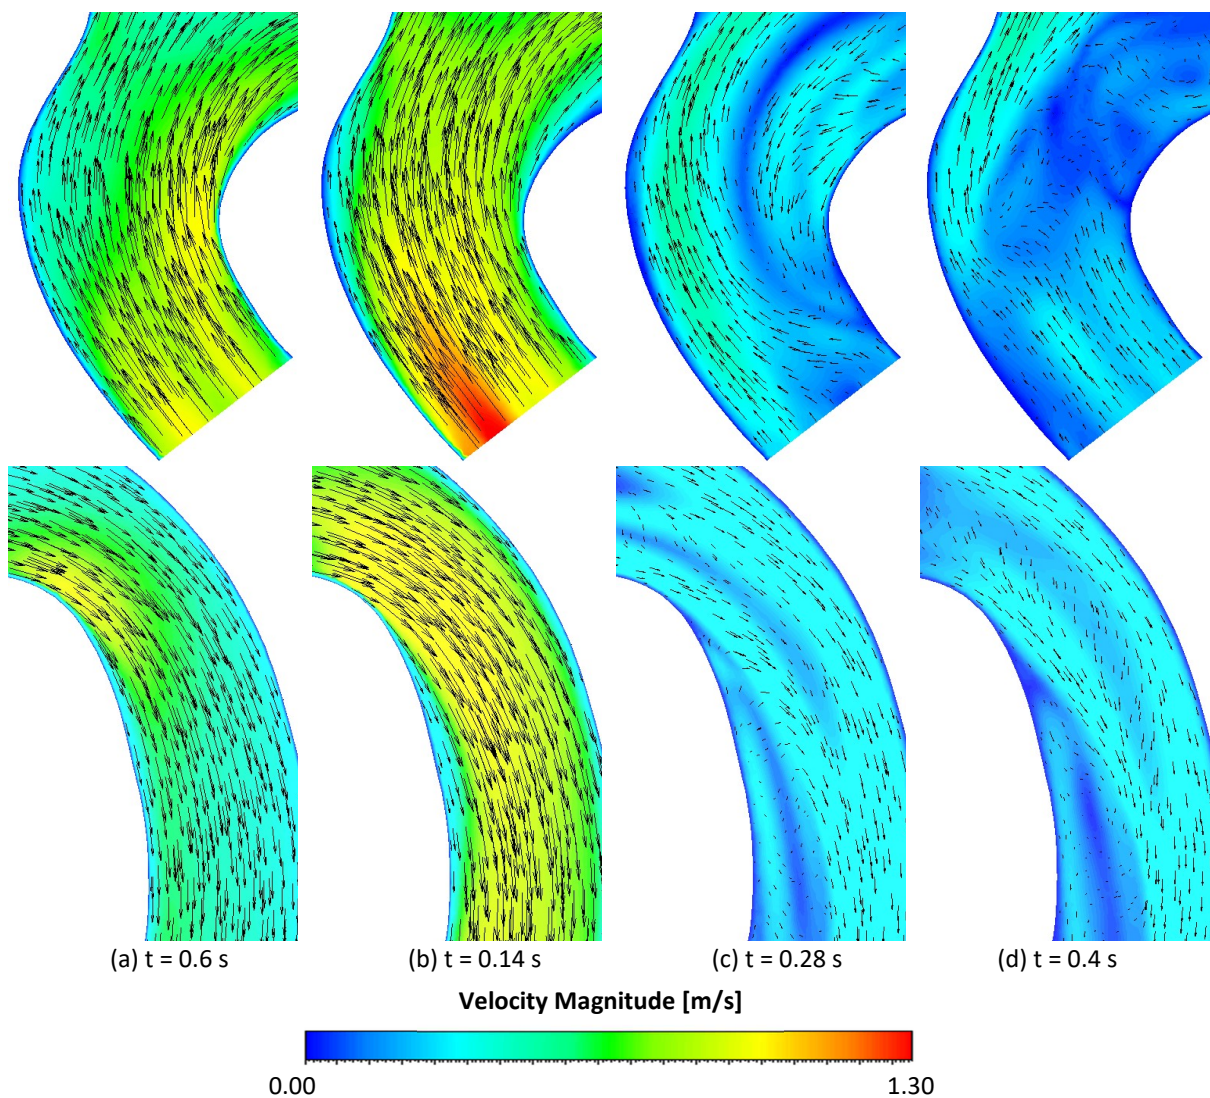 (a) t = 0.6 s (b) t = 0.14 s (c) t = 0.28 s (d) t = 0.4 s
Velocity Magnitude [m/s]
0.00 1.30